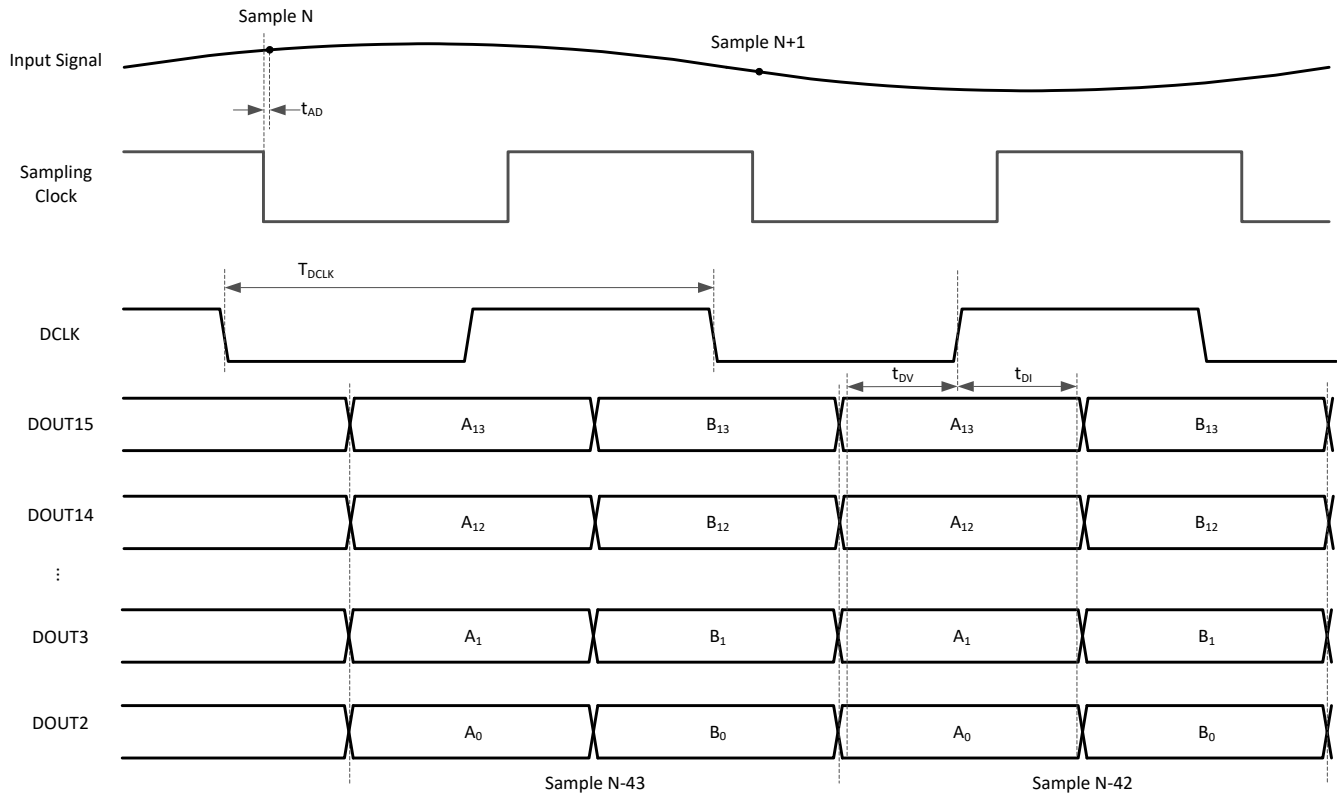 Sample N
Sample N+1
Input Signal
tAD
Sampling
Clock
TDCLK
DCLK
tDV
tDI
DOUT15
A13
B13
A13
B13
DOUT14
A12
B12
A12
B12
...
DOUT3
A1
B1
A1
B1
DOUT2
A0
B0
A0
B0
Sample N-43
Sample N-42